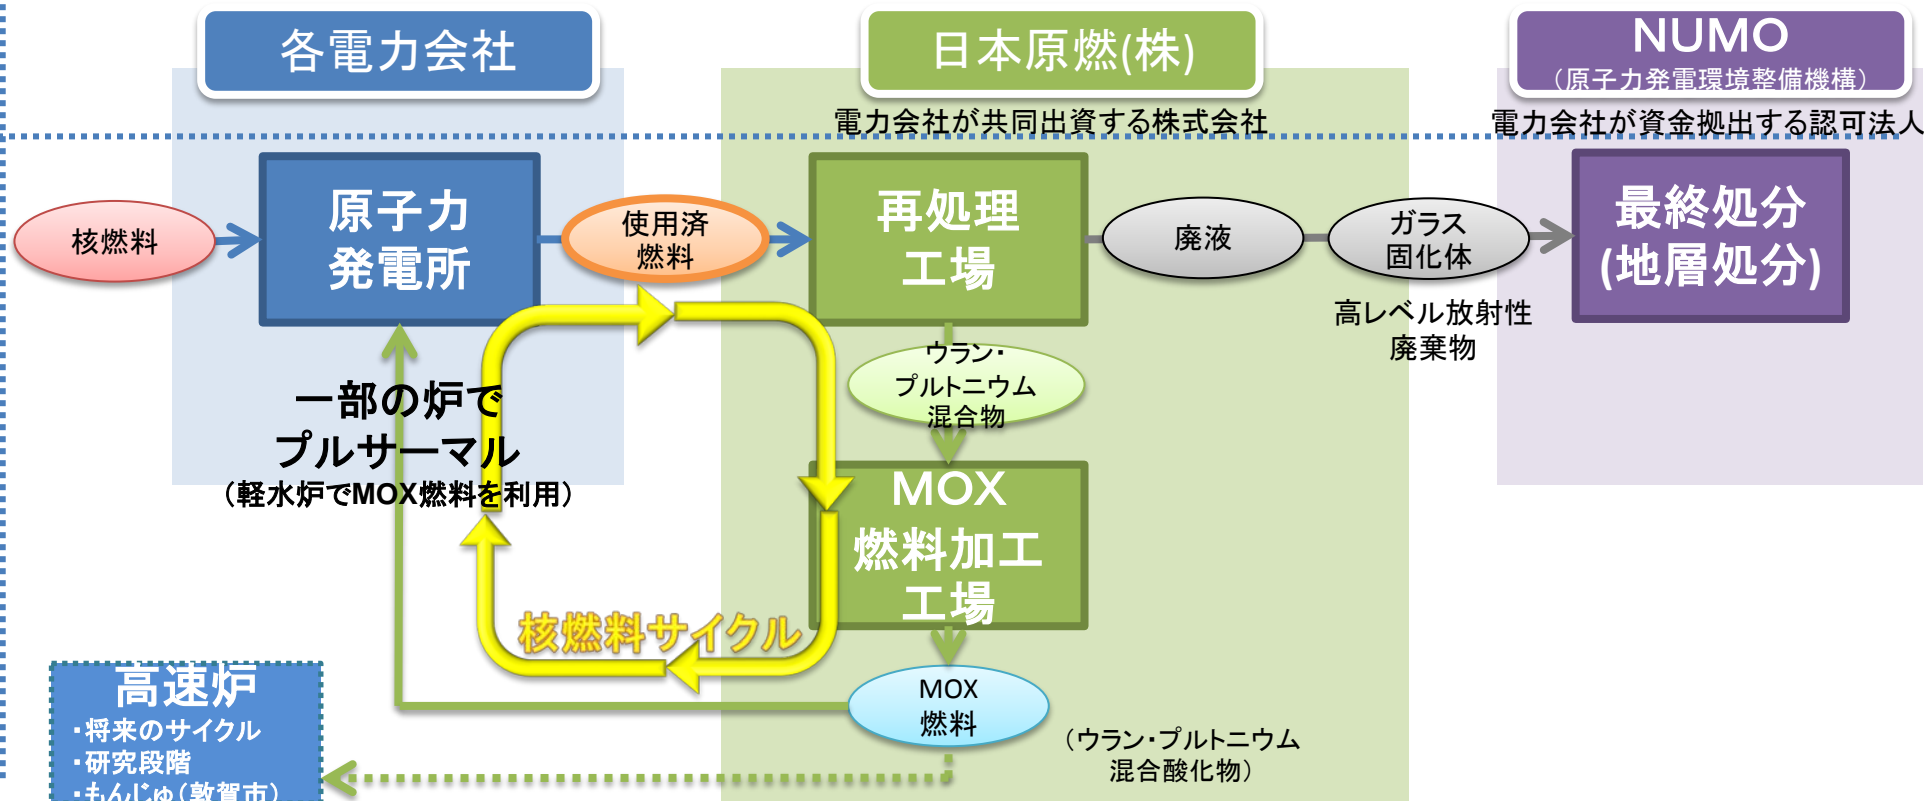 各電力会社
日本原燃(株)
電力会社が共同出資する株式会社
NUMO
（原子力発電環境整備機構）
電力会社が資金拠出する認可法人
核燃料
原子力
発電所
使用済
燃料
再処理
工場
廃液
ガラス
固化体
高レベル放射性
廃棄物
最終処分
(地層処分)
ウラン・
プルトニウム
混合物
一部の炉で
プルサーマル
（軽水炉でMOX燃料を利用）
MOX
燃料加工
工場
核燃料サイクル
MOX
燃料
（ウラン・プルトニウム
混合酸化物）
高速炉
・将来のサイクル
・研究段階
・もんじゅ（敦賀市）